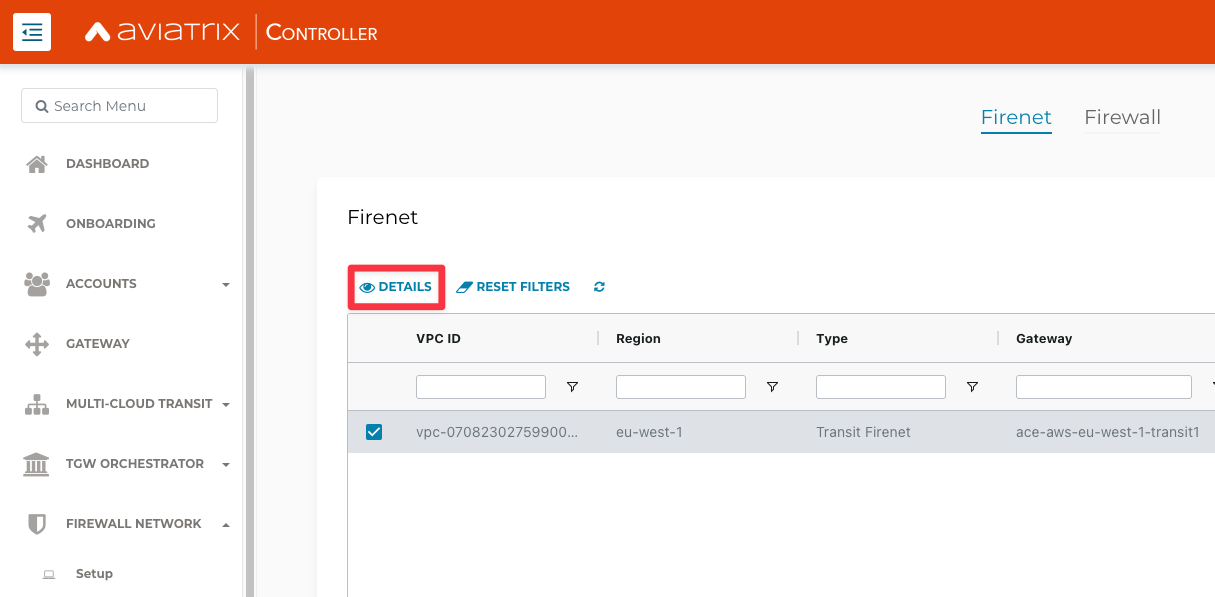 aviatrix | Controller
Search Menu
Firenet Firewall
DASHBOARD
ONBOARDING
ACCOUNTS
GATEWAY
MULTI-CLOUD TRANSIT
TGW ORCHESTRATOR
FIREWALL NETWORK
Setup
Firenet
DETAILS RESET FILTERS
VPC ID Region Type Gateway
vpc-07082302759900... eu-west-1 Transit Firenet ace-aws-eu-west-1-transit1